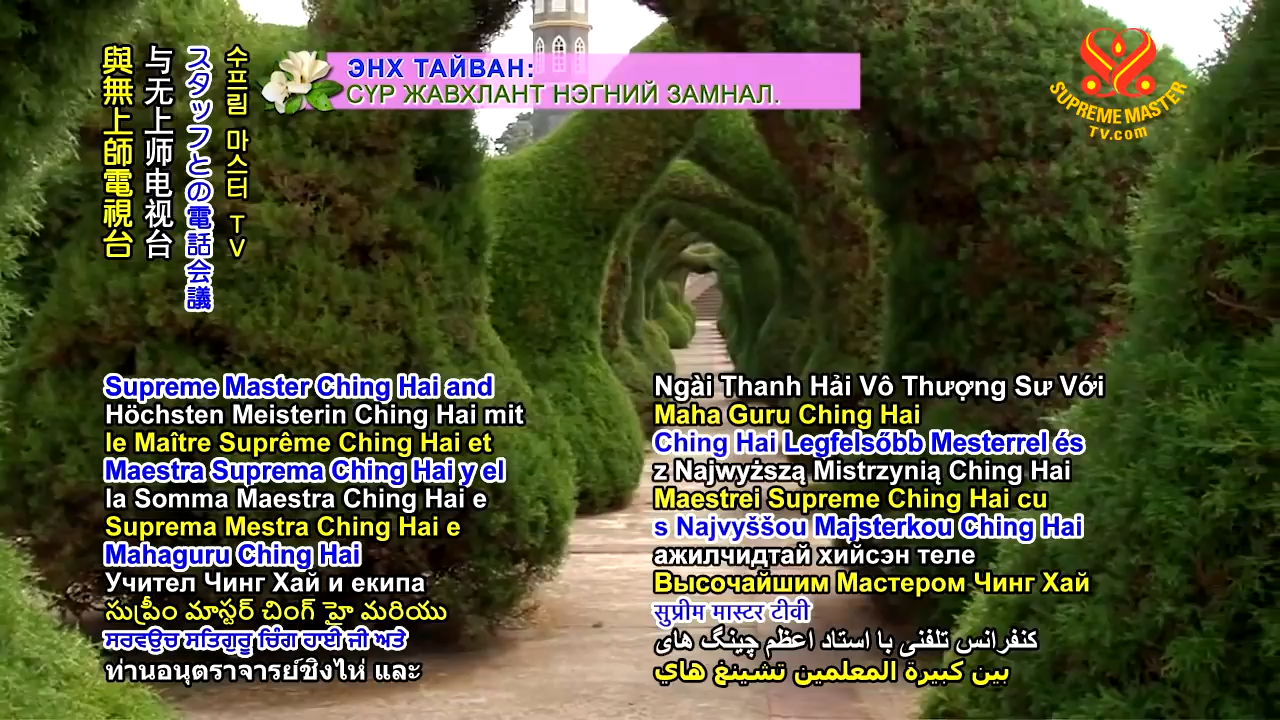 與無上師電視台
与无上师电视台
スタッフとの電話会議
수프림 마스터 TV
ЭНХ ТАЙВАН:
СҮР ЖАВХЛАНТ НЭГНИЙ ЗАМНАЛ.
SUPREME MASTER
TV.com
Supreme Master Ching Hai and
Höchsten Meisterin Ching Hai mit
le Maître Suprême Ching Hai et
Maestra Suprema Ching Hai y el
la Somma Maestra Ching Hai e
Suprema Mestra Ching Hai e
Mahaguru Ching Hai
Учител Чинг Хай и екипа
సుప్రీం మాస్టర్ చింగ్ హై మరియు
ਸਰਵਉਚ ਸਤਿਗੁਰੂ ਚਿੰਗ ਹਾਈ ਜੀ ਅਤੇ
ท่านอนุตราจารย์ชิงไห่ และ
Ngài Thanh Hải Vô Thượng Sư Với
Maha Guru Ching Hai
Ching Hai Legfelsőbb Mesterrel és
z Najwyższą Mistrzynią Ching Hai
Maestrei Supreme Ching Hai cu
s Najvyššou Majsterkou Ching Hai
ажилчидтай хийсэн теле
Высочайшим Мастером Чинг Хай
सुप्रीम मास्टर टीवी
کنفرانس تلفنی با استاد اعظم چینگ های
بين كبيرة المعلمين تشينغ هاي